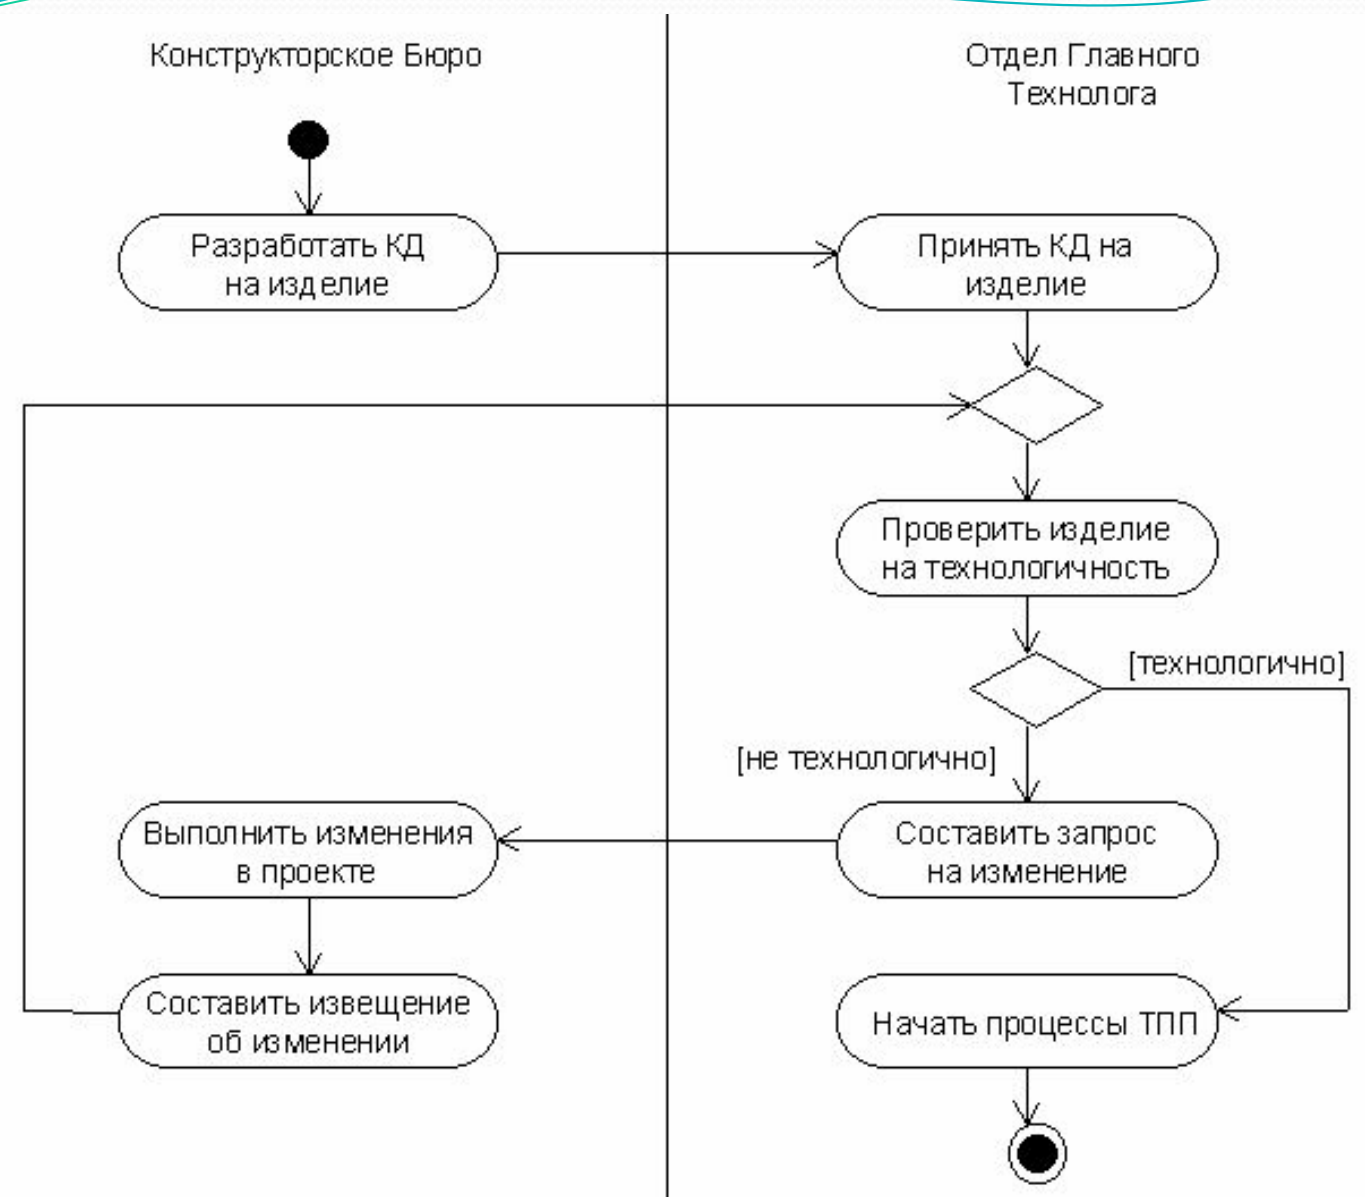 Конструкторское Бюро
Отдел Главного
Технолога
Разработать КД
на изделие
Принять КД на
изделие
Проверить изделие
на технологичность
[технологично]
[не технологично]
Выполнить изменения
в проекте
Составить запрос
на изменение
Составить извещение
об изменении
Начать процессы ТПП